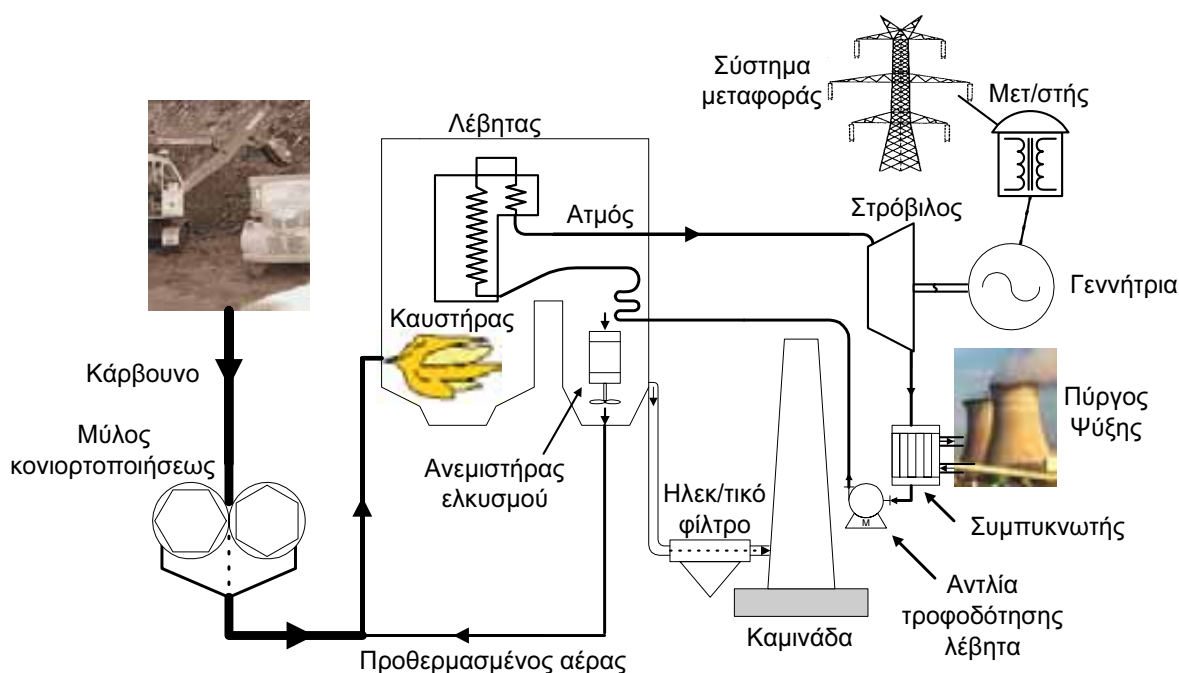 Σύστημα
μεταφοράς
Μετ/στής
Λέβητας
Ατμός
Στρόβιλος
Γεννήτρια
Καυστήρας
Κάρβουνο
Πύργος
Ψύξης
Μύλος
κονιορτοποιήσεως
Ανεμιστήρας
ελκυσμού
Ηλεκ/τικό
φίλτρο
M
Συμπυκνωτής
Αντλία
τροφοδότησης
λέβητα
Καμινάδα
Προθερμασμένος αέρας